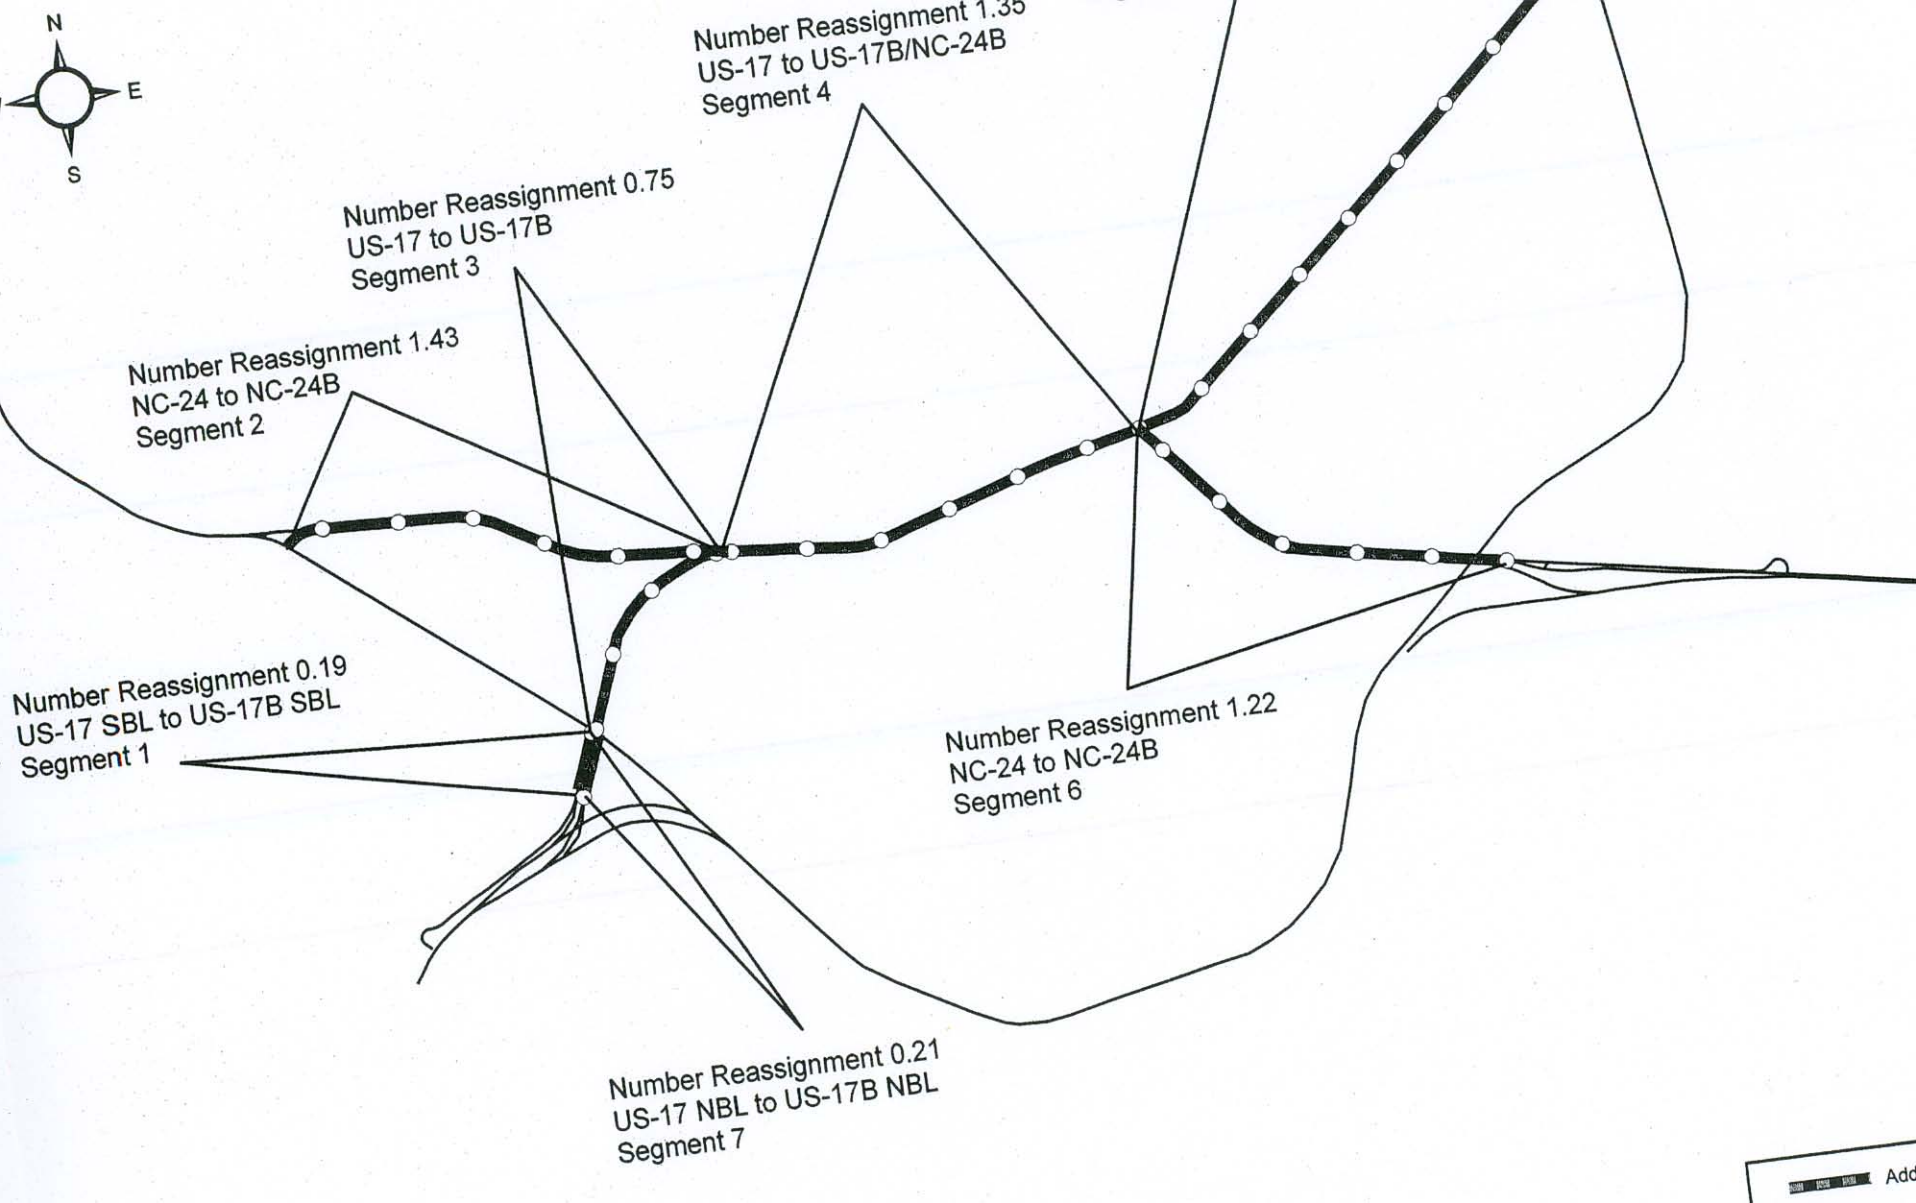 N
E
S
Number Reassignment 1.35
US-17 to US-17B/NC-24B
Segment 4
Number Reassignment 0.75
US-17 to US-17B
Segment 3
Number Reassignment 1.43
NC-24 to NC-24B
Segment 2
Number Reassignment 0.19
US-17 SBL to US-17B SBL
Segment 1
Number Reassignment 1.22
NC-24 to NC-24B
Segment 6
Number Reassignment 0.21
US-17 NBL to US-17B NBL
Segment 7
Add